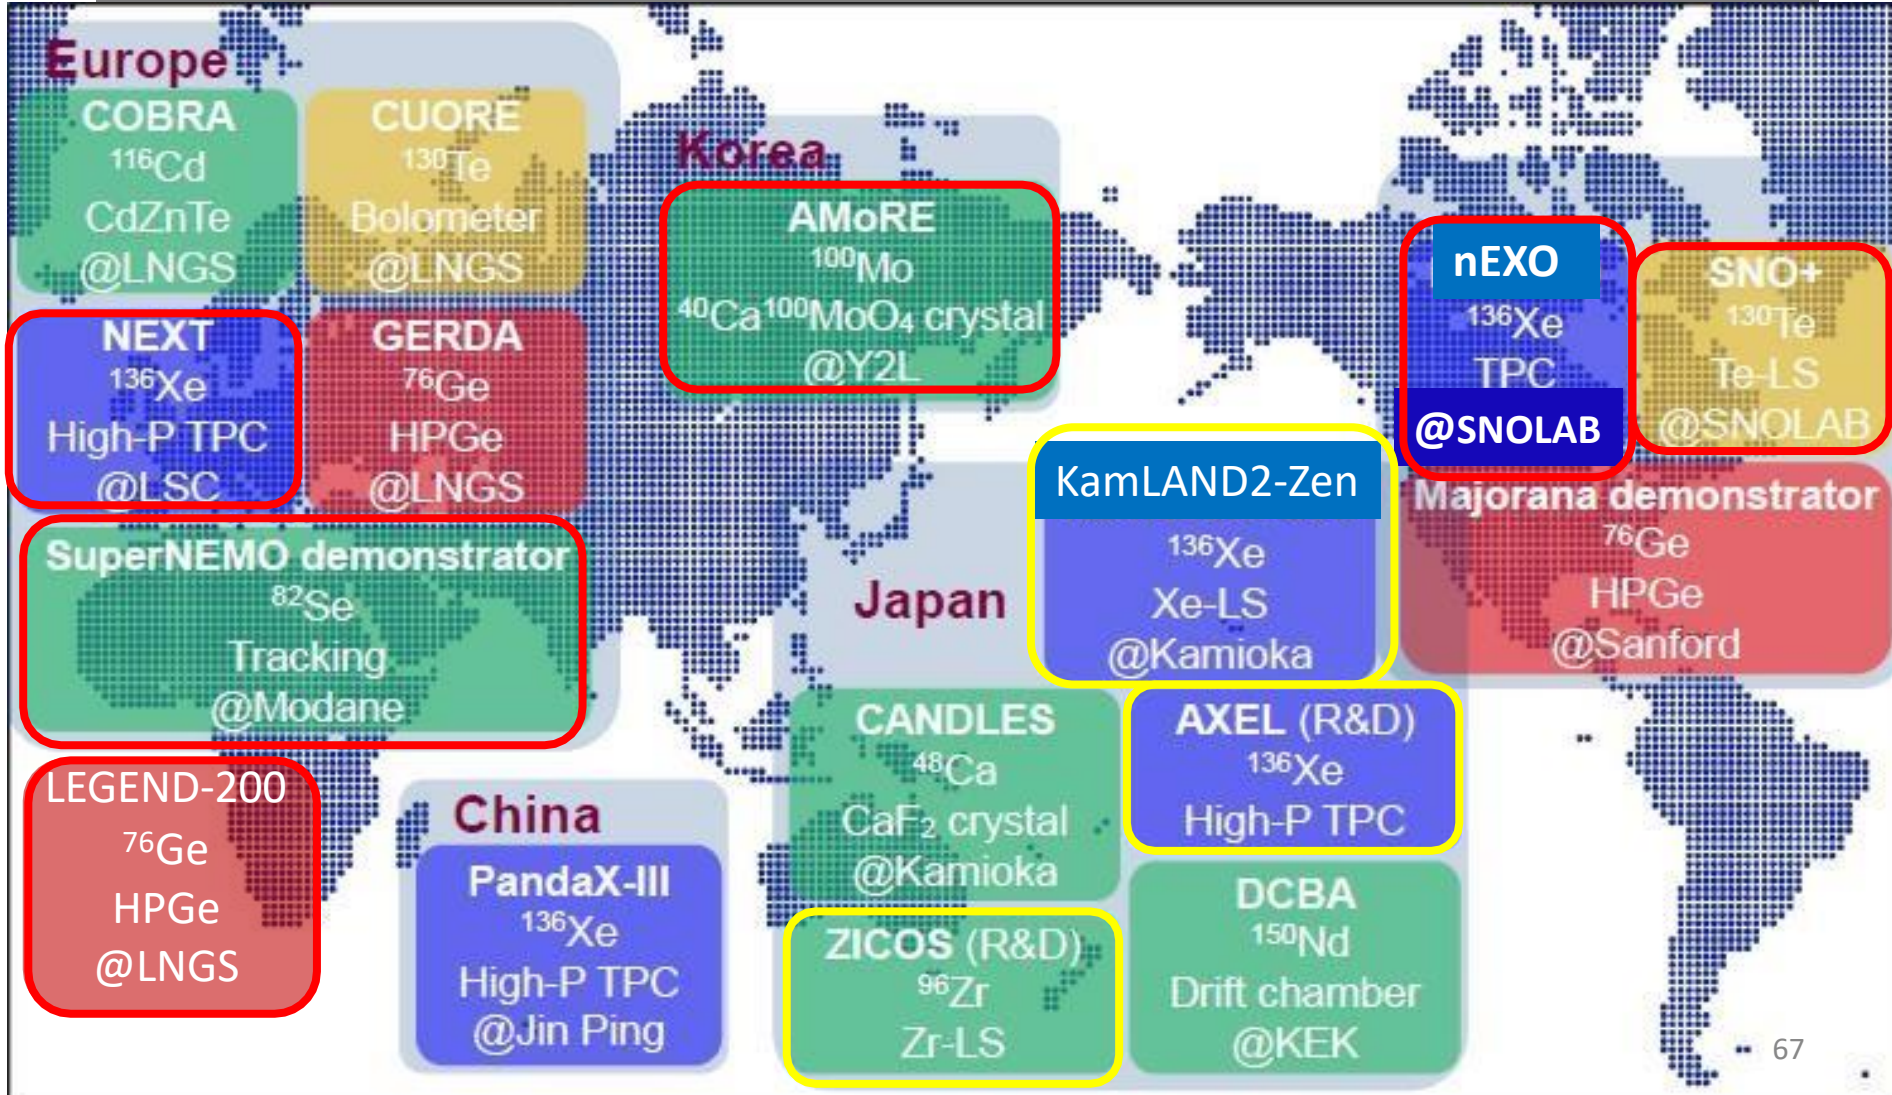 Europe
COBRA
¹¹⁶Cd
CdZnTe
@LNGS
CUORE
¹³⁰Te
Bolometer
@LNGS
NEXT
¹³⁶Xe
High-P TPC
@LSC
GERDA
⁷⁶Ge
HPGe
@LNGS
SuperNEMO demonstrator
⁸²Se
Tracking
@Modane
LEGEND-200
⁷⁶Ge
HPGe
@LNGS
Korea
AMoRE
¹⁰⁰Mo
⁴⁰Ca¹⁰⁰MoO₄ crystal
@Y2L
China
PandaX-III
¹³⁶Xe
High-P TPC
@Jin Ping
Japan
KamLAND2-Zen
¹³⁶Xe
Xe-LS
@Kamioka
CANDLES
⁴⁸Ca
CaF₂ crystal
@Kamioka
AXEL (R&D)
¹³⁶Xe
High-P TPC
ZICOS (R&D)
⁹⁶Zr
Zr-LS
DCBA
¹⁵⁰Nd
Drift chamber
@KEK
nEXO
¹³⁶Xe
TPC
@SNOLAB
SNO+
¹³⁰Te
Te-LS
@SNOLAB
Majorana demonstrator
⁷⁶Ge
HPGe
@Sanford
67